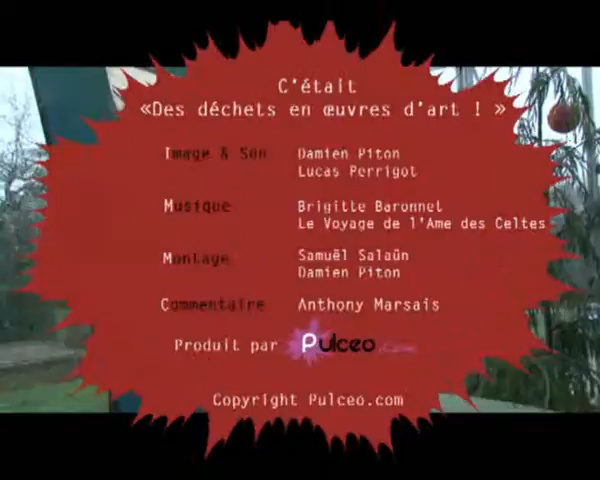 C'était
«Des déchets en œuvres d'art ! »
Image & Son Damien Piton
Lucas Perrigot
Musique Brigitte Baronnet
Le Voyage de l'Ame des Celtes
Montage Samuël Salaün
Damien Piton
Commentaire Anthony Marsais
Produit par Pulceo.com
Copyright Pulceo.com